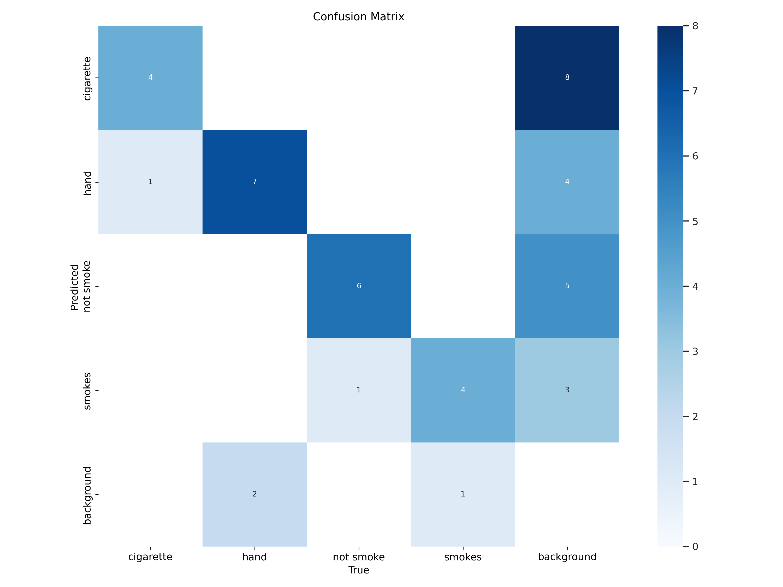 Confusion Matrix
cigarette
hand
not smoke
smokes
background
Predicted
4
8
1
7
4
6
5
1
4
3
2
1
cigarette
hand
not smoke
smokes
background
True
8
7
6
5
4
3
2
1
0